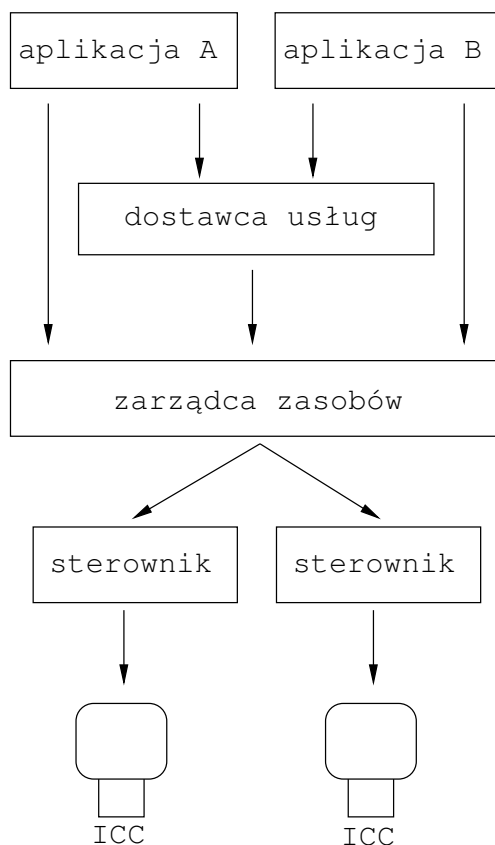 aplikacja A
aplikacja B
dostawca usług
zarządca zasobów
sterownik
sterownik
ICC
ICC